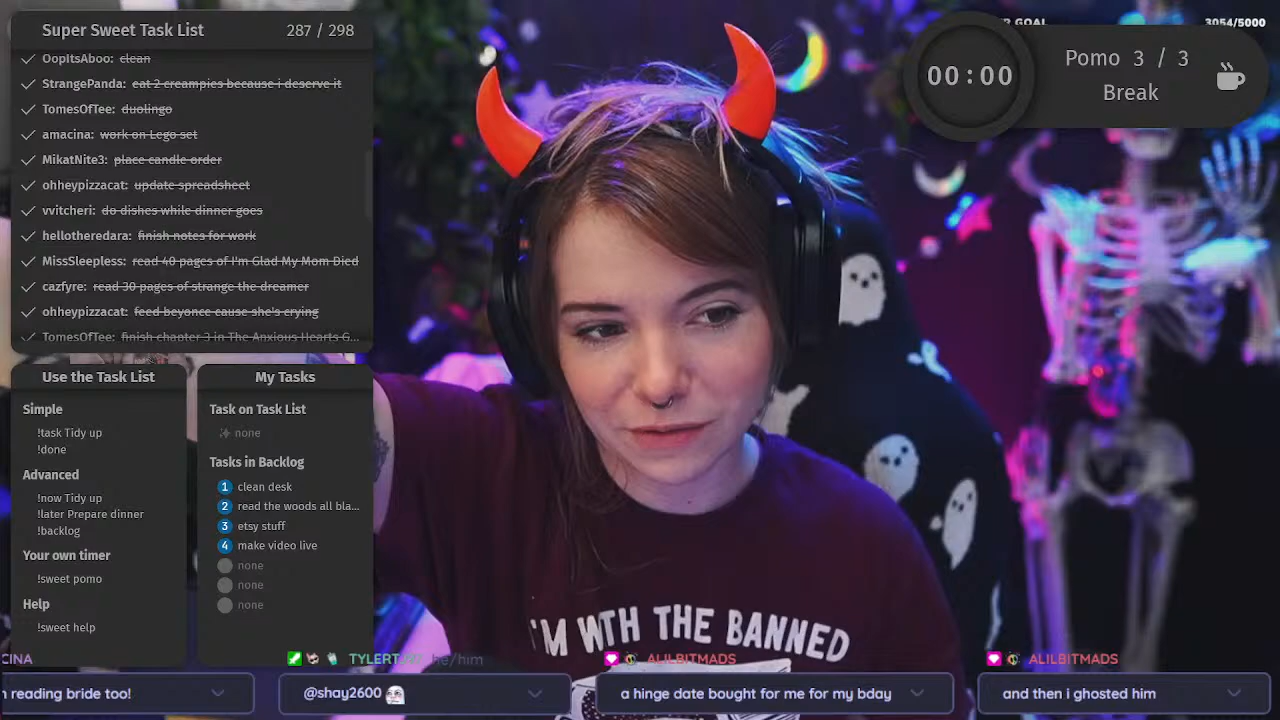 Super Sweet Task List 287 / 298
OopItsAboo: clean
StrangePanda: eat 2 creampies because i deserve it
TomesOfTee: duolingo
amacina: work on Lego set
MikatNite3: place candle order
ohheypizzacat: update spreadsheet
vvitcheri: do dishes while dinner goes
hellotheredara: finish notes for work
MissSleepless: read 40 pages of I'm Glad My Mom Died
cazfyre: read 30 pages of strange the dreamer
ohheypizzacat: feed beyonce cause she's crying
TomesOfTee: finish chapter 3 in The Anxious Hearts G...
Use the Task List
Simple
!task Tidy up
!done
Advanced
!now Tidy up
!later Prepare dinner
!backlog
Your own timer
!sweet pomo
Help
!sweet help
My Tasks
Task on Task List
none
Tasks in Backlog
1 clean desk
2 read the woods all bla...
3 etsy stuff
4 make video live
none
none
none
GOAL 3054/5000
00:00
Pomo 3 / 3
Break
I'M WITH THE BANNED
CINA
reading bride too!
he/him
@shay2600
ALILBITMADS
a hinge date bought for me for my bday
ALILBITMADS
and then i ghosted him